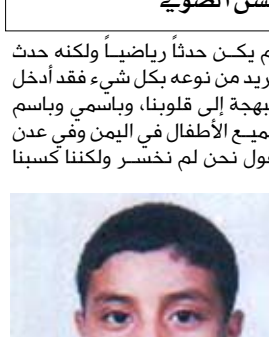 م يكـن حدثاً رياضيـاً ولكنه حدث
ريد من نوعه بكل شيء فقد أدخل
بهجة إلى قلوبنا، وباسمي وباسم
ميـع الأطفال في اليمن وفي عدن
قول نحن لم نخسـر ولكننا كسبنا